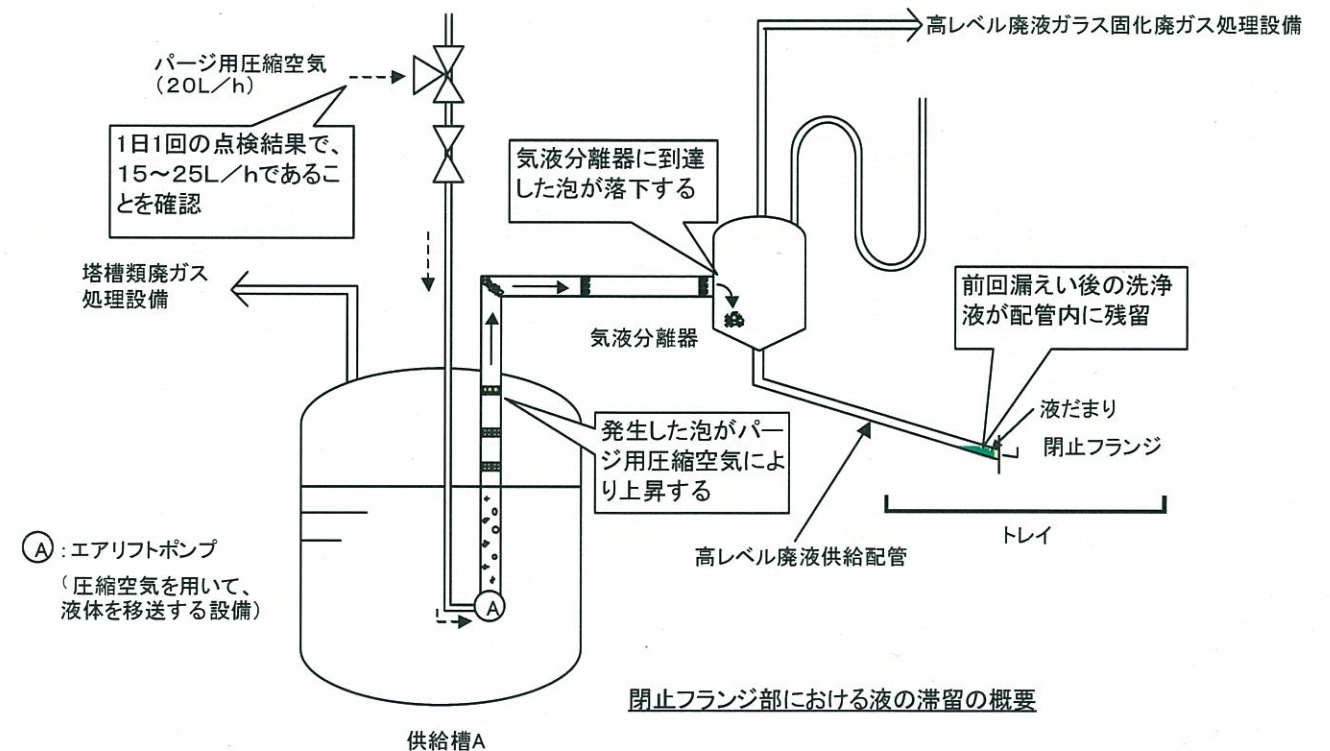 高レベル廃液ガラス固化廃ガス処理設備
パージ用圧縮空気
(20L/h)
1日1回の点検結果で、
15~25L/hであるこ
とを確認
気液分離器に到達
した泡が落下する
塔槽類廃ガス
処理設備
前回漏えい後の洗浄
液が配管内に残留
気液分離器
液だまり
閉止フランジ
発生した泡がパー
ジ用圧縮空気によ
り上昇する
トレイ
高レベル廃液供給配管
A :エアリフトポンプ
(圧縮空気を用いて、
液体を移送する設備)
A
閉止フランジ部における液の滞留の概要
供給槽A